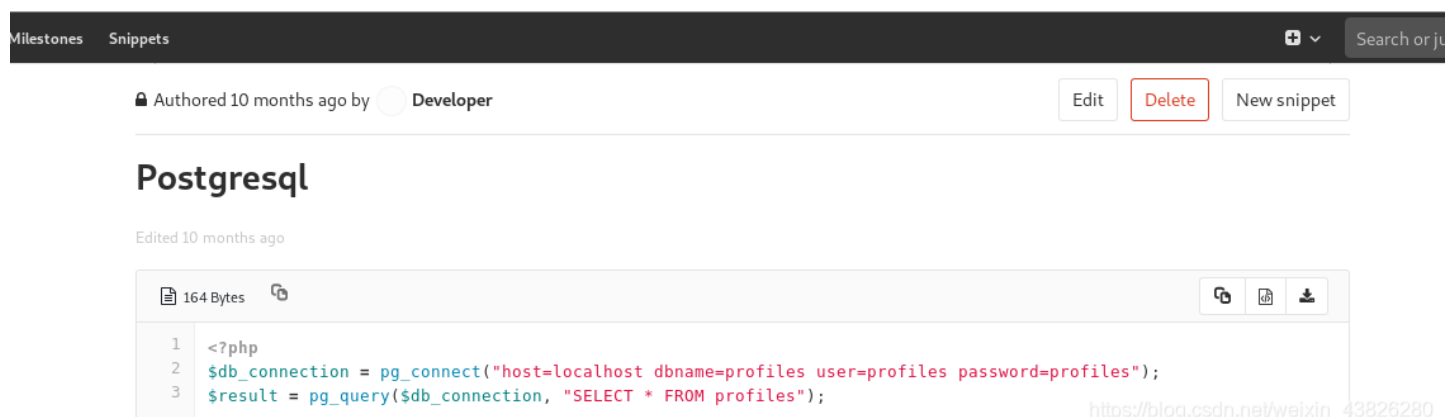 Milestones Snippets Search or ju
Authored 10 months ago by Developer Edit Delete New snippet
Postgresql
Edited 10 months ago
164 Bytes
1 <?php
2 $db_connection = pg_connect("host=localhost dbname=profiles user=profiles password=profiles");
3 $result = pg_query($db_connection, "SELECT * FROM profiles");
https://blog.csdn.net/weixin_43826280